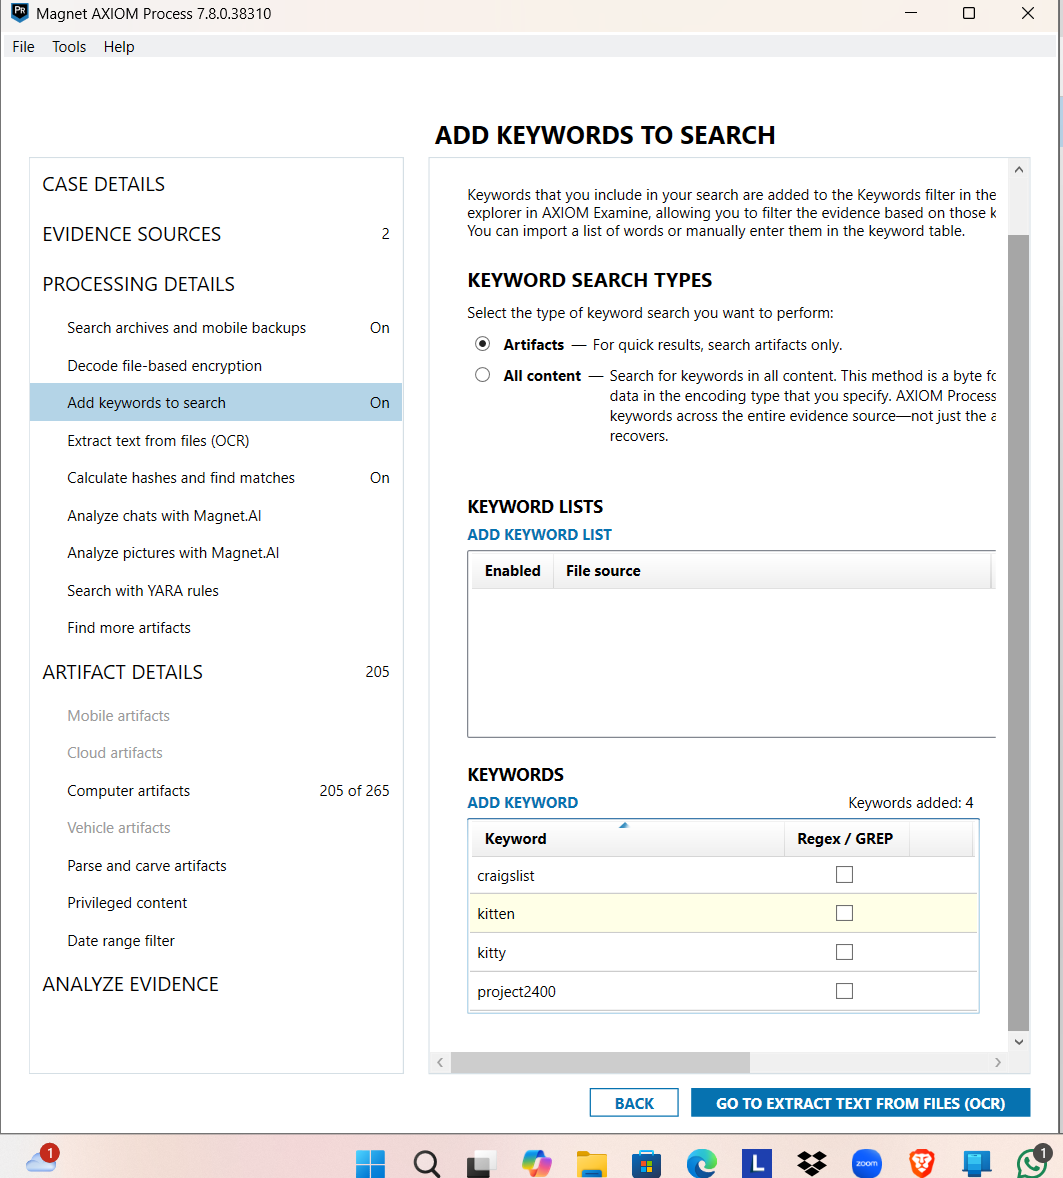 Magnet AXIOM Process 7.8.0.38310
File Tools Help
ADD KEYWORDS TO SEARCH
CASE DETAILS
EVIDENCE SOURCES 2
PROCESSING DETAILS
Search archives and mobile backups On
Decode file-based encryption
Add keywords to search On
Extract text from files (OCR)
Calculate hashes and find matches On
Analyze chats with Magnet.AI
Analyze pictures with Magnet.AI
Search with YARA rules
Find more artifacts
ARTIFACT DETAILS 205
Mobile artifacts
Cloud artifacts
Computer artifacts 205 of 265
Vehicle artifacts
Parse and carve artifacts
Privileged content
Date range filter
ANALYZE EVIDENCE
Keywords that you include in your search are added to the Keywords filter in the
explorer in AXIOM Examine, allowing you to filter the evidence based on those k
You can import a list of words or manually enter them in the keyword table.
KEYWORD SEARCH TYPES
Select the type of keyword search you want to perform:
Artifacts — For quick results, search artifacts only.
All content — Search for keywords in all content. This method is a byte fo
data in the encoding type that you specify. AXIOM Process
keywords across the entire evidence source—not just the a
recovers.
KEYWORD LISTS
ADD KEYWORD LIST
Enabled File source
KEYWORDS
ADD KEYWORD Keywords added: 4
Keyword Regex / GREP
craigslist
kitten
kitty
project2400
BACK GO TO EXTRACT TEXT FROM FILES (OCR)
1 L zoom 1